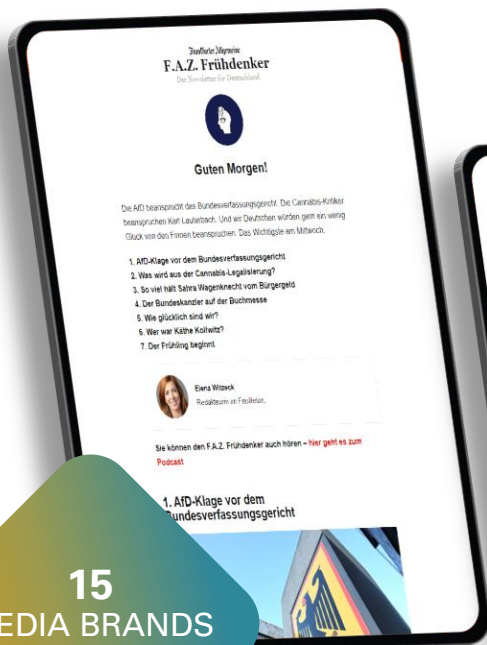 Frankfurter Allgemeine
F.A.Z. Frühdenker
Der Newsletter für Deutschland
Guten Morgen!
Die AfD beansprucht des Bundesverfassungsgericht. Die Cannabis-Kritiker
beanspruchen Karl Lauterbach. Und wir Deutschen würden gern ein wenig
Glück von den Finnen beanspruchen. Das Wichtigste am Mittwoch.
1. AfD-Klage vor dem Bundesverfassungsgericht
2. Was wird aus der Cannabis-Legalisierung?
3. So viel hält Sahra Wagenknecht vom Bürgergeld
4. Der Bundeskanzler auf der Buchmesse
5. Wie glücklich sind wir?
6. Wer war Käthe Kollwitz?
7. Der Frühling beginnt
Elena Witzeck
Redakteurin im Feuilleton.
Sie können den F.A.Z. Frühdenker auch hören – hier geht es zum
Podcast
1. AfD-Klage vor dem
Bundesverfassungsgericht
15
EDIA BRANDS